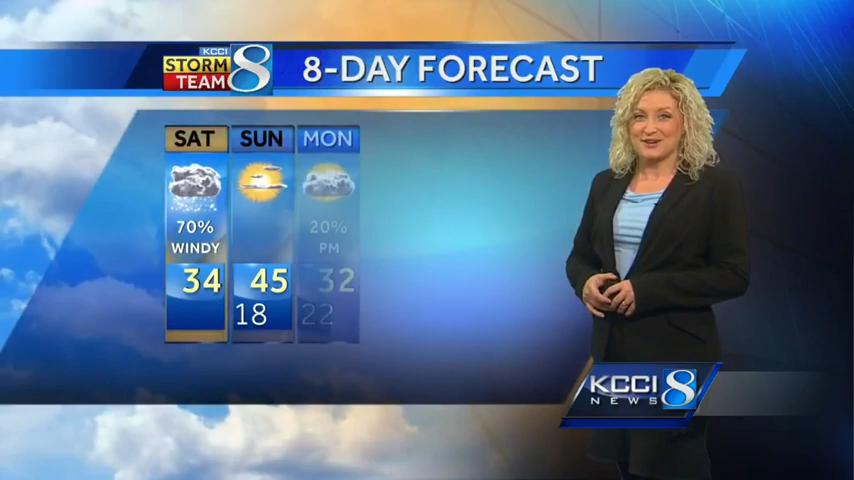 KCCI
STORM
TEAM 8
8-DAY FORECAST
SAT SUN MON
70% 20%
WINDY PM
34 45 32
18 22
KCCI 8
NEWS